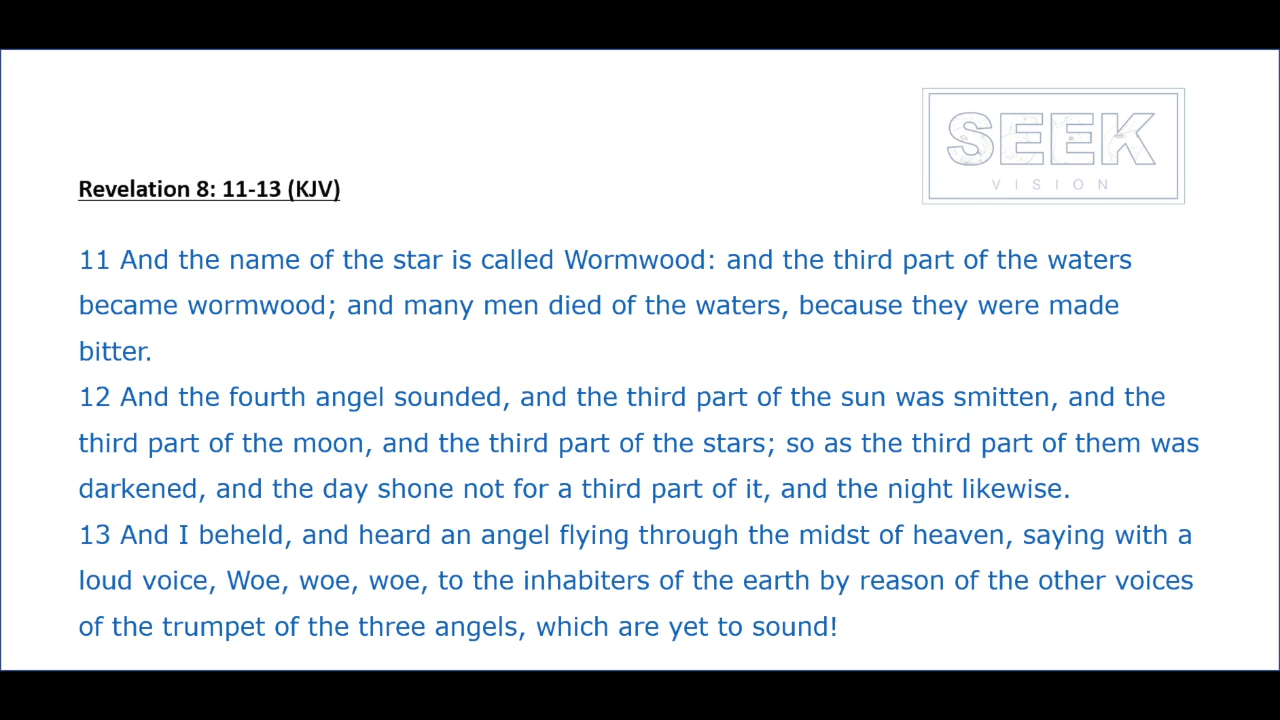 SEEK
VISION
Revelation 8: 11-13 (KJV)
11 And the name of the star is called Wormwood: and the third part of the waters
became wormwood; and many men died of the waters, because they were made
bitter.
12 And the fourth angel sounded, and the third part of the sun was smitten, and the
third part of the moon, and the third part of the stars; so as the third part of them was
darkened, and the day shone not for a third part of it, and the night likewise.
13 And I beheld, and heard an angel flying through the midst of heaven, saying with a
loud voice, Woe, woe, woe, to the inhabiters of the earth by reason of the other voices
of the trumpet of the three angels, which are yet to sound!